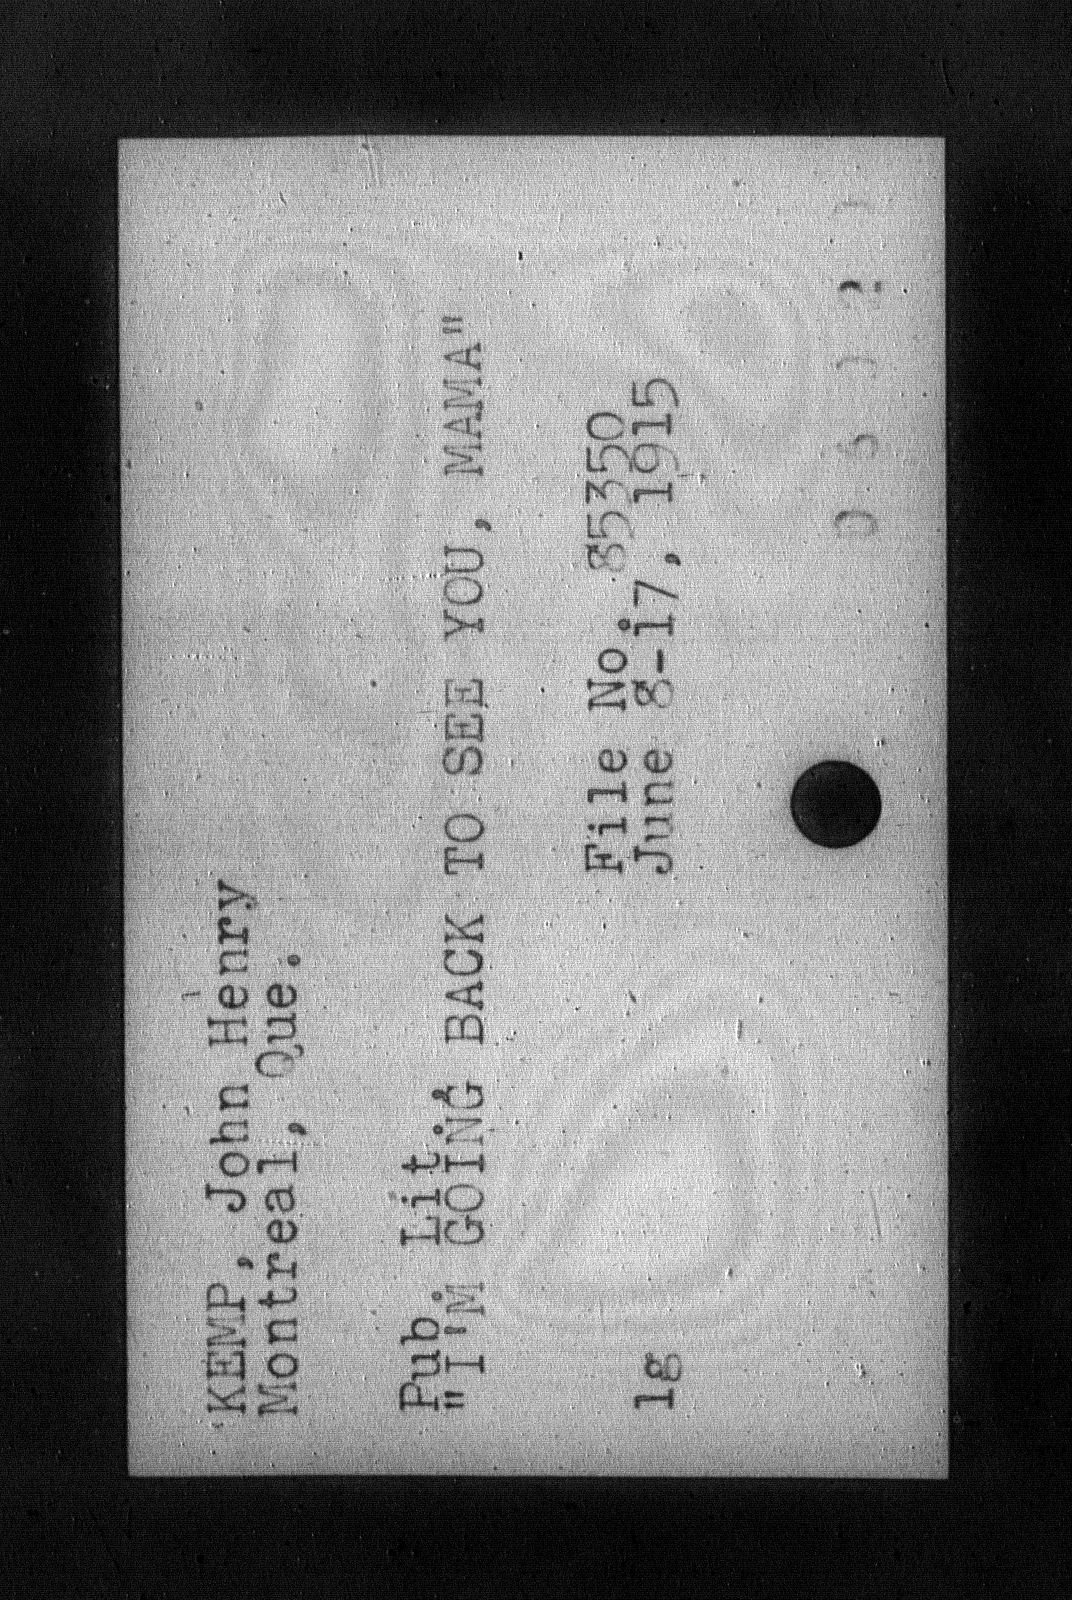 KEMP, John Henry
Montreal, Que.
Pub. Lit.
"I'M GOING BACK TO SEE YOU, MAMA"
File No. 85350
lg June 8-17, 1915